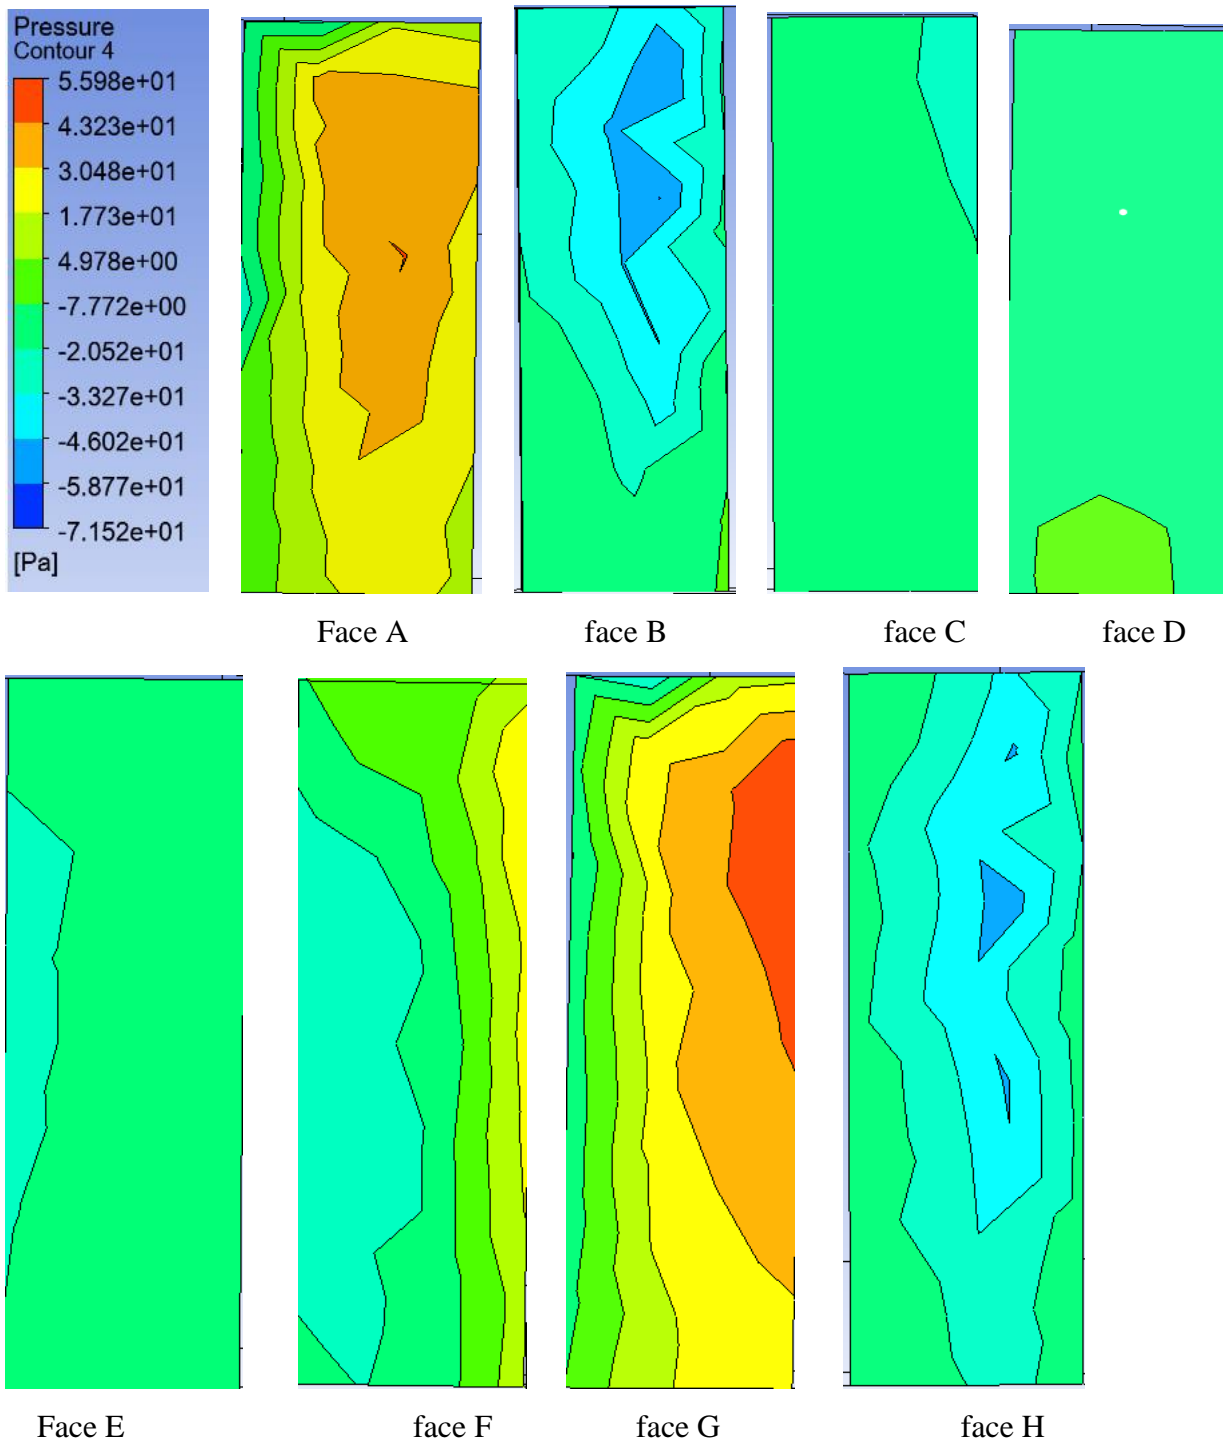 Pressure
Contour 4
5.598e+01
4.323e+01
3.048e+01
1.773e+01
4.978e+00
-7.772e+00
-2.052e+01
-3.327e+01
-4.602e+01
-5.877e+01
-7.152e+01
[Pa]
Face A face B face C face D
Face E face F face G face H